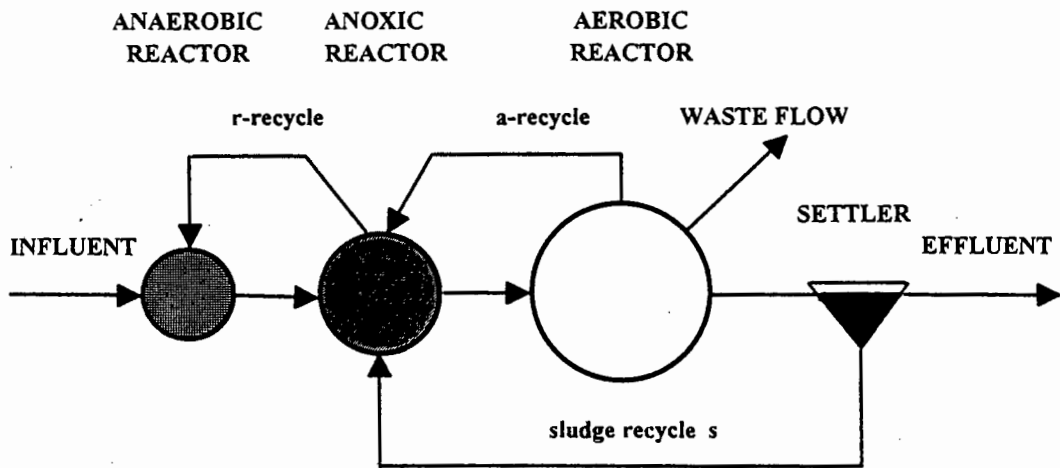 ANAEROBIC
REACTOR
ANOXIC
REACTOR
AEROBIC
REACTOR
r-recycle
a-recycle
WASTE FLOW
SETTLER
INFLUENT
EFFLUENT
sludge recycle s